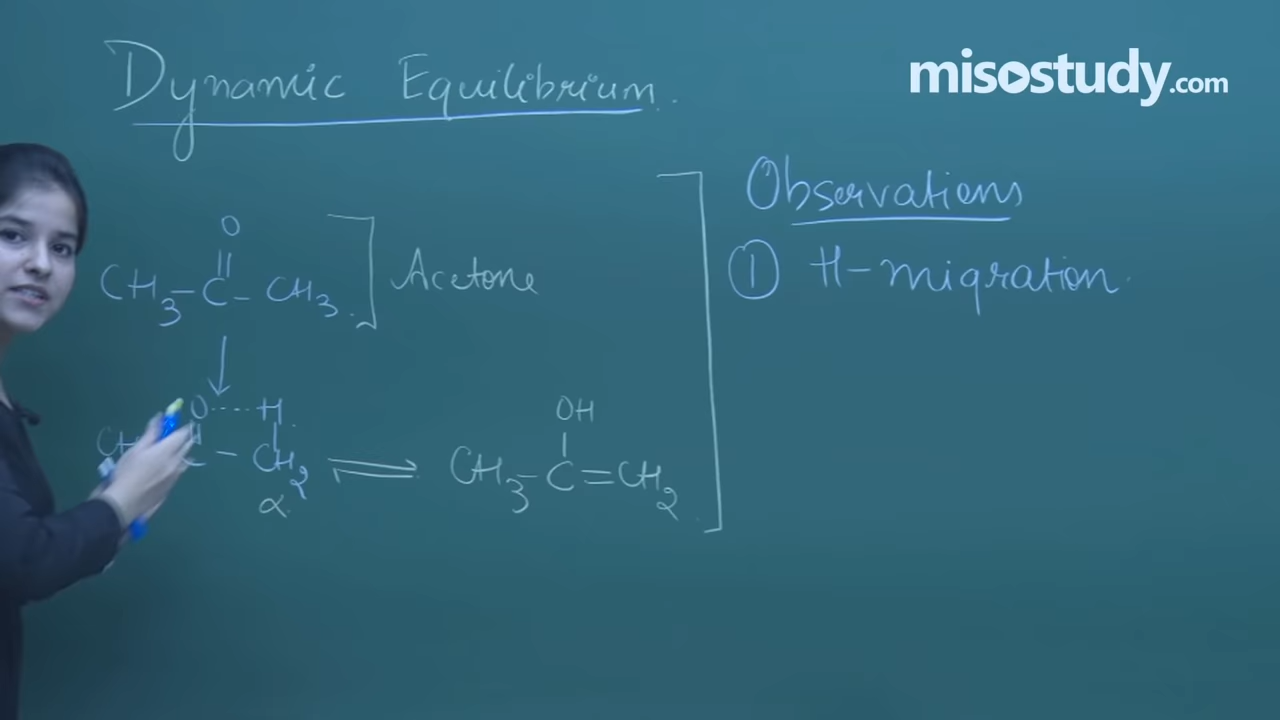 Dynamic Equilibrium.
misostudy.com
Observations
① H-migration.
O
||
CH3-C-CH3. ] Acetone
O----H.
C - CH2 ⇌ CH3-C=CH2
OH
α.